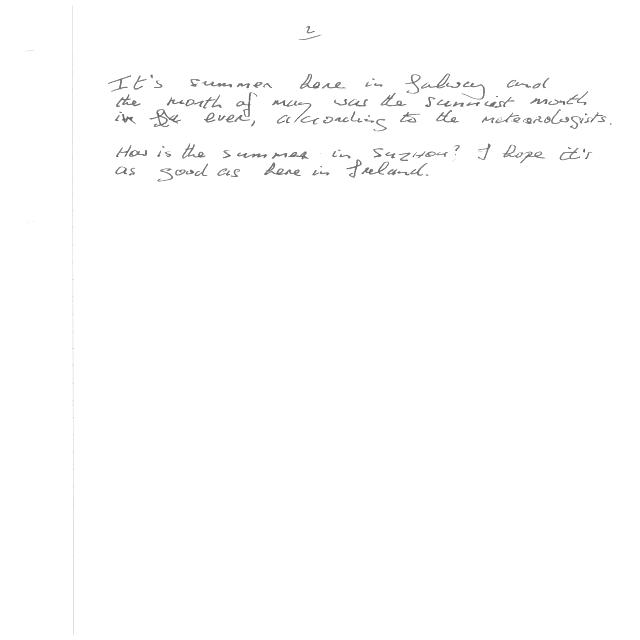 2
It's summer here in Galway and
the month of may was the sunniest month
in ever, according to the meteorologists.
How is the summer in SUZHOU? I hope it's
as good as here in Ireland.